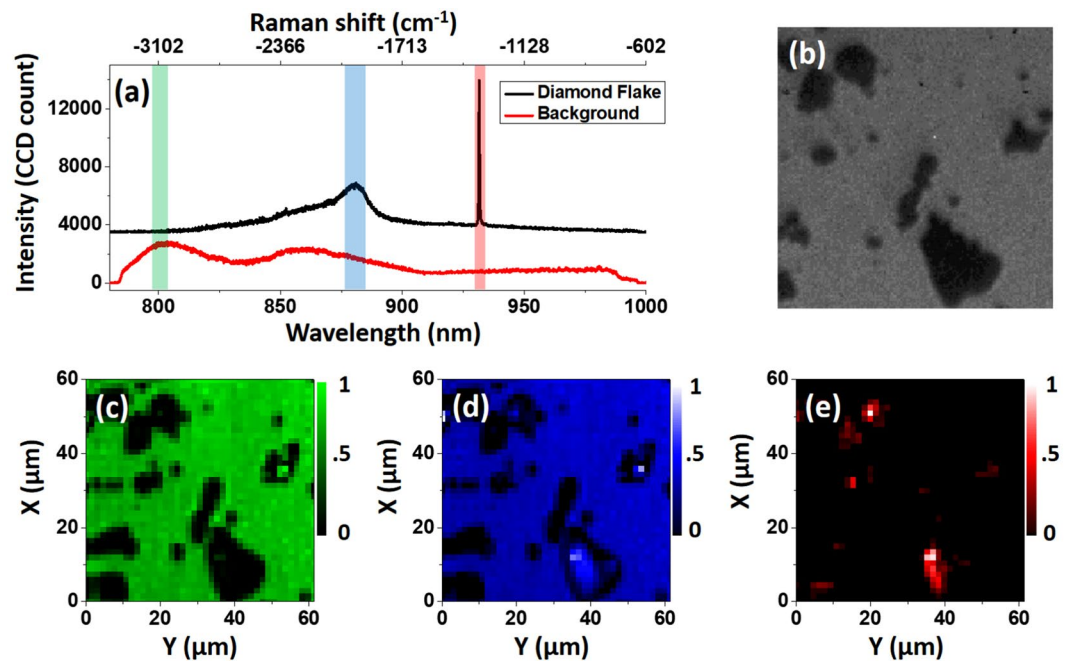 Raman shift (cm-1)
-3102 -2366 -1713 -1128 -602
(a)
Diamond Flake
Background
Intensity (CCD count)
12000
8000
4000
0
800 850 900 950 1000
Wavelength (nm)
(b)
(c)
X (μm)
60
40
20
0
0 20 40 60
Y (μm)
1
.5
0
(d)
X (μm)
60
40
20
0
0 20 40 60
Y (μm)
1
.5
0
(e)
X (μm)
60
40
20
0
0 20 40 60
Y (μm)
1
.5
0